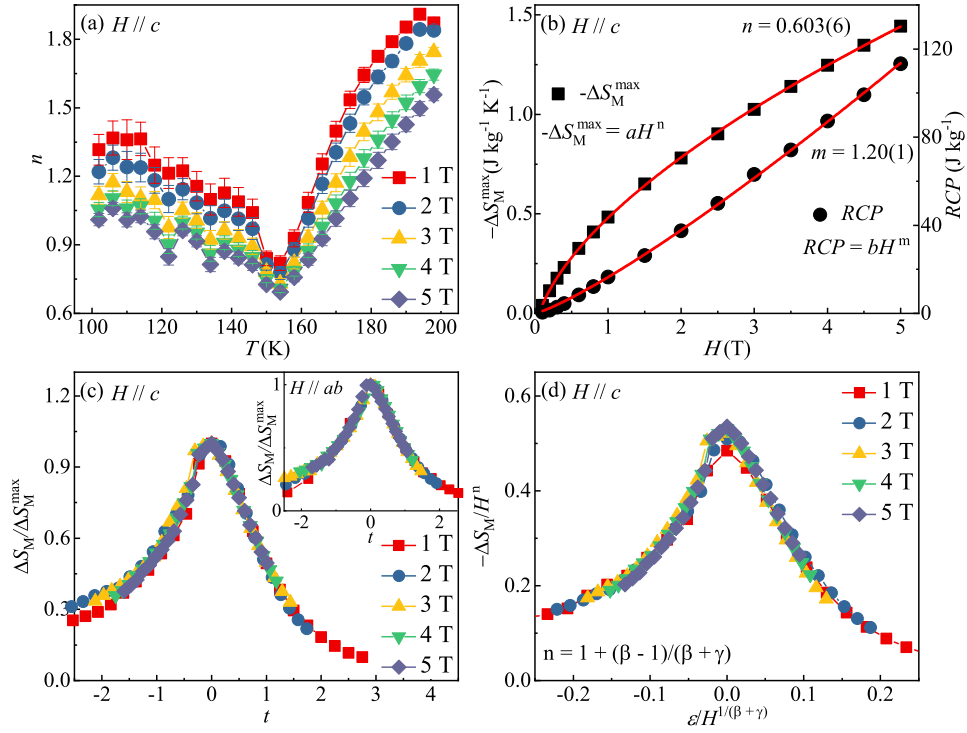 (a) H // c
n
1.8
1.5
1.2
0.9
0.6
100 120 140 160 180 200
T (K)
1 T
2 T
3 T
4 T
5 T
(b) H // c
n = 0.603(6)
-ΔS_M^max
-ΔS_M^max = aH^n
m = 1.20(1)
RCP
RCP = bH^m
−ΔS_M^max (J kg^-1 K^-1)
1.5
1.0
0.5
0.0
0 1 2 3 4 5
H (T)
120
80
40
0
RCP (J kg^-1)
(c) H // c
ΔS_M/ΔS_M^max
1.2
0.9
0.6
0.3
0.0
-2 -1 0 1 2 3 4
t
1 T
2 T
3 T
4 T
5 T
H // ab
ΔS_M/ΔS_M^max
1
-2 0 2
t
(d) H // c
−ΔS_M/H^n
0.6
0.4
0.2
0.0
-0.2 -0.1 0.0 0.1 0.2
ε/H^1/(β + γ)
n = 1 + (β - 1)/(β + γ)
1 T
2 T
3 T
4 T
5 T